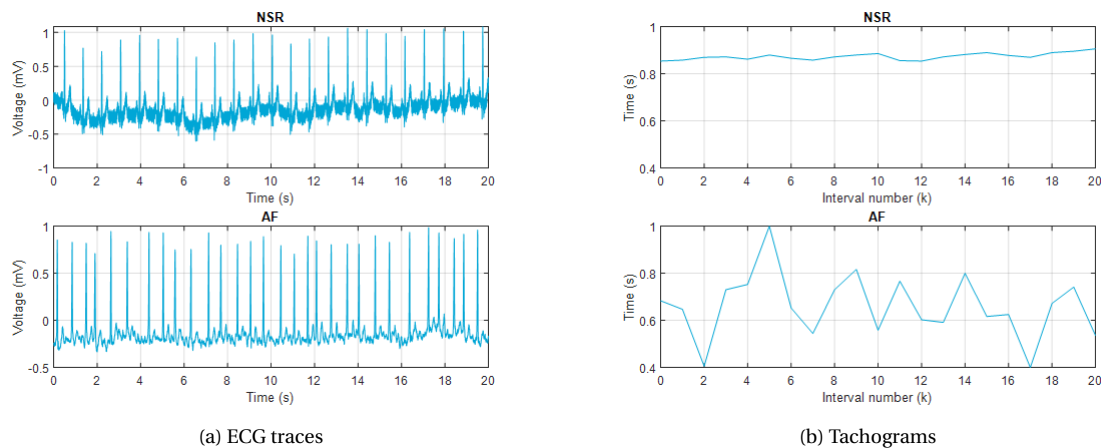 NSR
1
0.5
0
-0.5
-1
Voltage (mV)
0 2 4 6 8 10 12 14 16 18 20
Time (s)
AF
1
0.5
0
-0.5
Voltage (mV)
0 2 4 6 8 10 12 14 16 18 20
Time (s)
(a) ECG traces
NSR
1
0.8
0.6
0.4
Time (s)
0 2 4 6 8 10 12 14 16 18 20
Interval number (k)
AF
1
0.8
0.6
0.4
Time (s)
0 2 4 6 8 10 12 14 16 18 20
Interval number (k)
(b) Tachograms